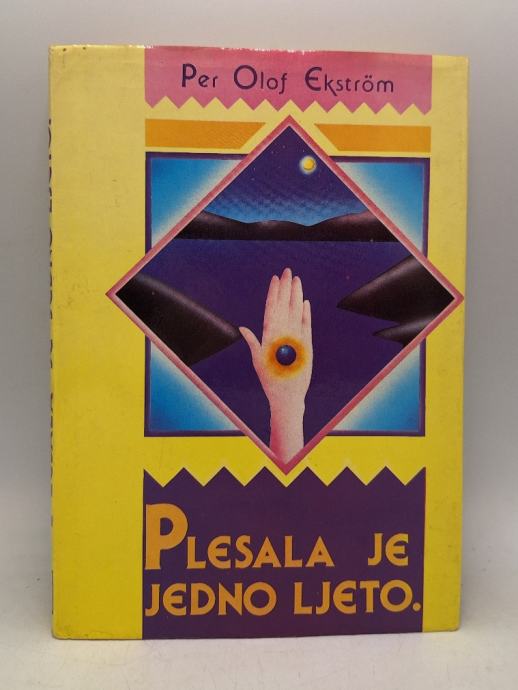 Per Olof Ekström
PLESALA JE
JEDNO LJETO.